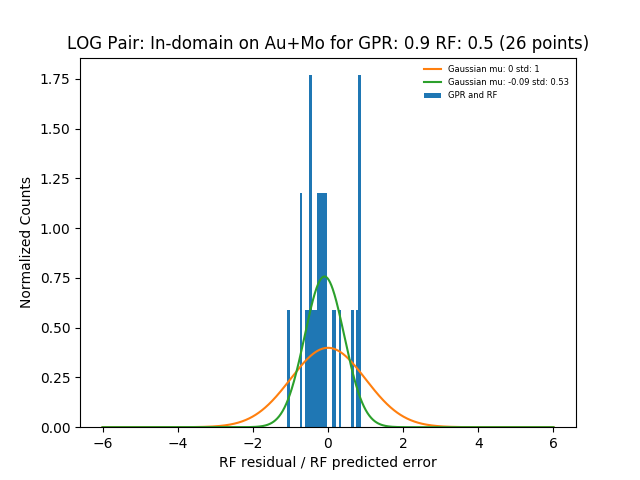 LOG Pair: In-domain on Au+Mo for GPR: 0.9 RF: 0.5 (26 points)
Gaussian mu: 0 std: 1
Gaussian mu: -0.09 std: 0.53
GPR and RF
1.75
1.50
1.25
1.00
0.75
0.50
0.25
0.00
Normalized Counts
−6 −4 −2 0 2 4 6
RF residual / RF predicted error